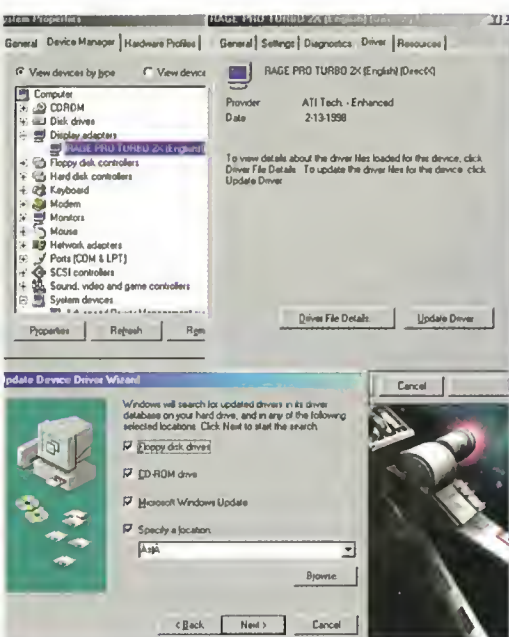 System Properties
General Device Manager Hardware Profiles
View devices by type View device
Computer
CDROM
Disk drives
Display adapters
RAGE PRO TURBO 2X (English)
Floppy disk controllers
Hard disk controllers
Keyboard
Modem
Monitors
Mouse
Network adapters
Ports (COM & LPT)
SCSI controllers
Sound, video and game controllers
System devices
Properties Refresh Rem
RAGE PRO TURBO 2X (English)
General Settings Diagnostics Driver Resources
RAGE PRO TURBO 2X (English) (DirectX)
Provider ATI Tech. - Enhanced
Date 2-13-1998
To view details about the driver files loaded for this device, click
Driver File Details. To update the driver files for this device, click
Update Driver
Driver File Details Update Driver
Cancel
Update Device Driver Wizard
Windows will search for updated drivers in its driver
database on your hard drive, and in any of the following
selected locations. Click Next to start the search.
Floppy disk drives
CD-ROM drive
Microsoft Windows Update
Specify a location
Browse
< Back Next > Cancel